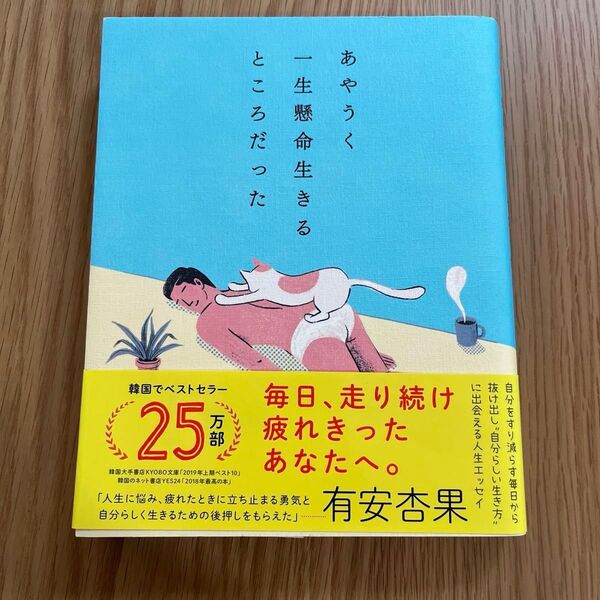 あやうく
一生懸命生きる
ところだった
韓国でベストセラー
25万部
韓国大手書店KYOBO文庫「2019年上期ベスト10」
韓国のネット書店YES24「2018年最高の本」
毎日、走り続け
疲れきった
あなたへ。
「人生に悩み、疲れたときに立ち止まる勇気と
自分らしく生きるための後押しをもらえた」
有安杏果
自分をすり減らす毎日から
抜け出し“自分らしい生き方”
に出会える人生エッセイ